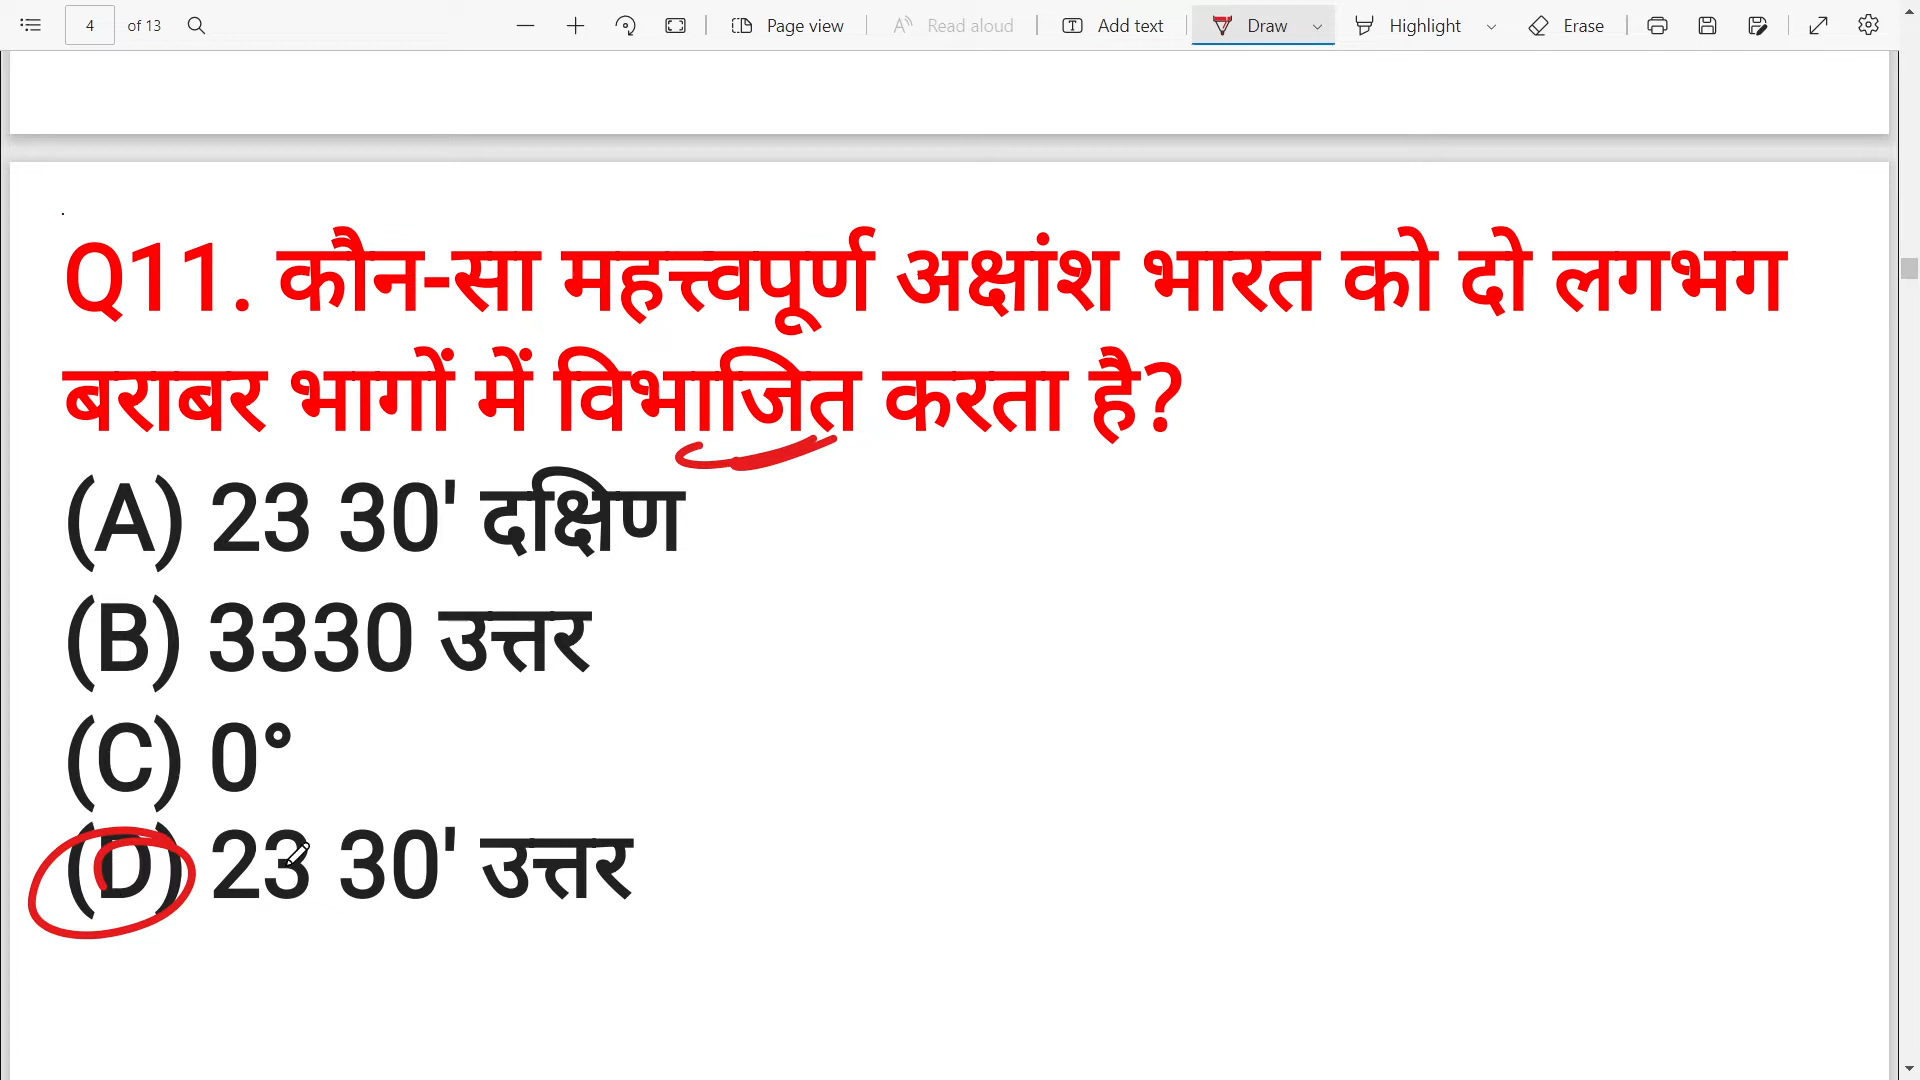 4 of 13 Page view Read aloud Add text Draw Highlight Erase
Q11. कौन-सा महत्त्वपूर्ण अक्षांश भारत को दो लगभग
बराबर भागों में विभाजित करता है?
(A) 23 30' दक्षिण
(B) 3330 उत्तर
(C) 0°
(D) 23 30' उत्तर